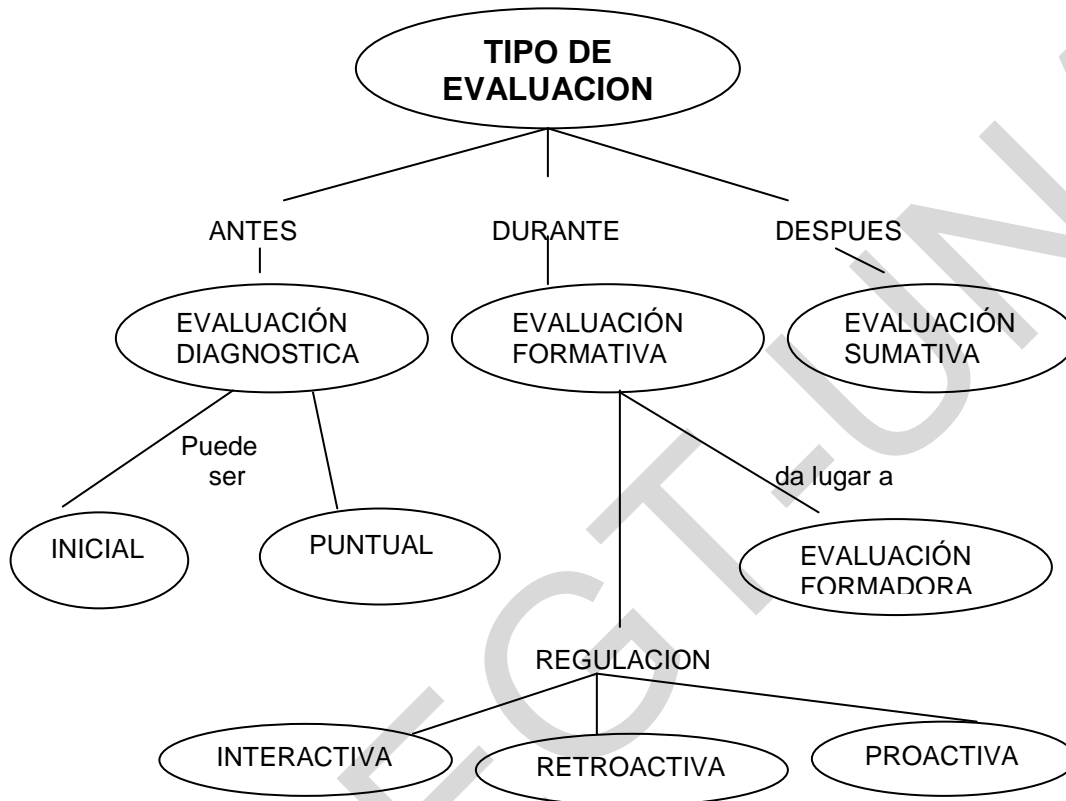 TIPO DE
EVALUACION
ANTES
DURANTE
DESPUES
EVALUACIÓN
DIAGNOSTICA
EVALUACIÓN
FORMATIVA
EVALUACIÓN
SUMATIVA
Puede
ser
da lugar a
INICIAL
PUNTUAL
EVALUACIÓN
FORMADORA
REGULACION
INTERACTIVA
RETROACTIVA
PROACTIVA